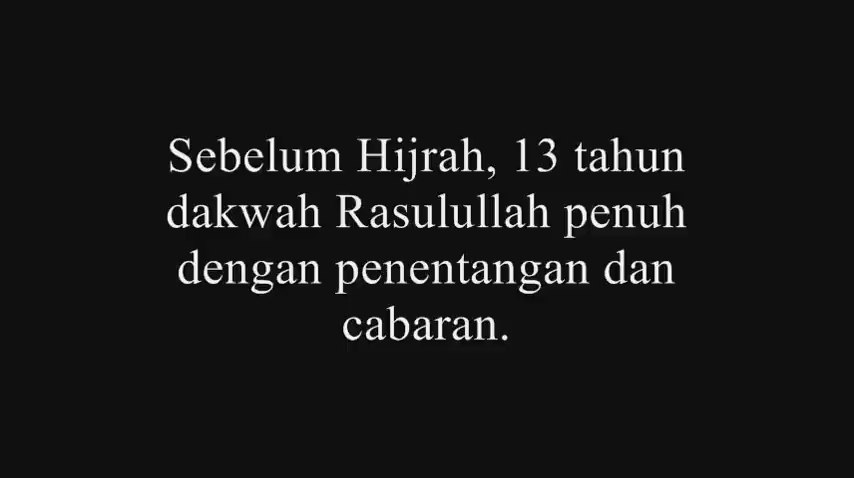 Sebelum Hijrah, 13 tahun
dakwah Rasulullah penuh
dengan penentangan dan
cabaran.